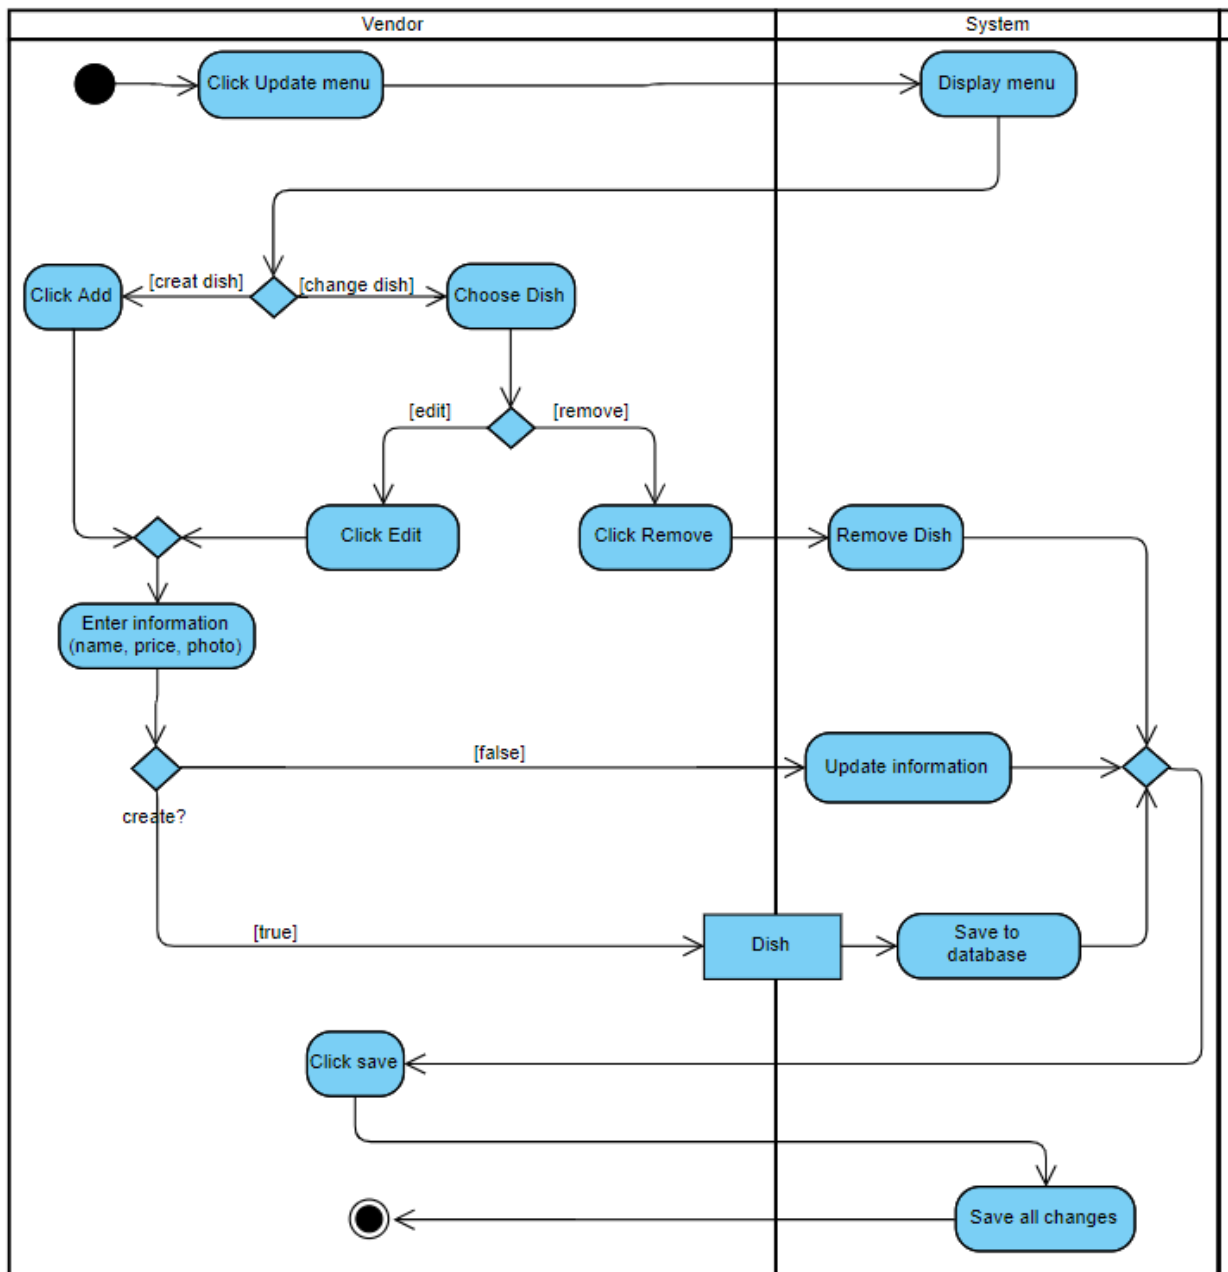 Vendor
System
Click Update menu
Display menu
[creat dish]
[change dish]
Click Add
Choose Dish
[edit]
[remove]
Click Edit
Click Remove
Remove Dish
Enter information
(name, price, photo)
[false]
Update information
create?
[true]
Dish
Save to
database
Click save
Save all changes